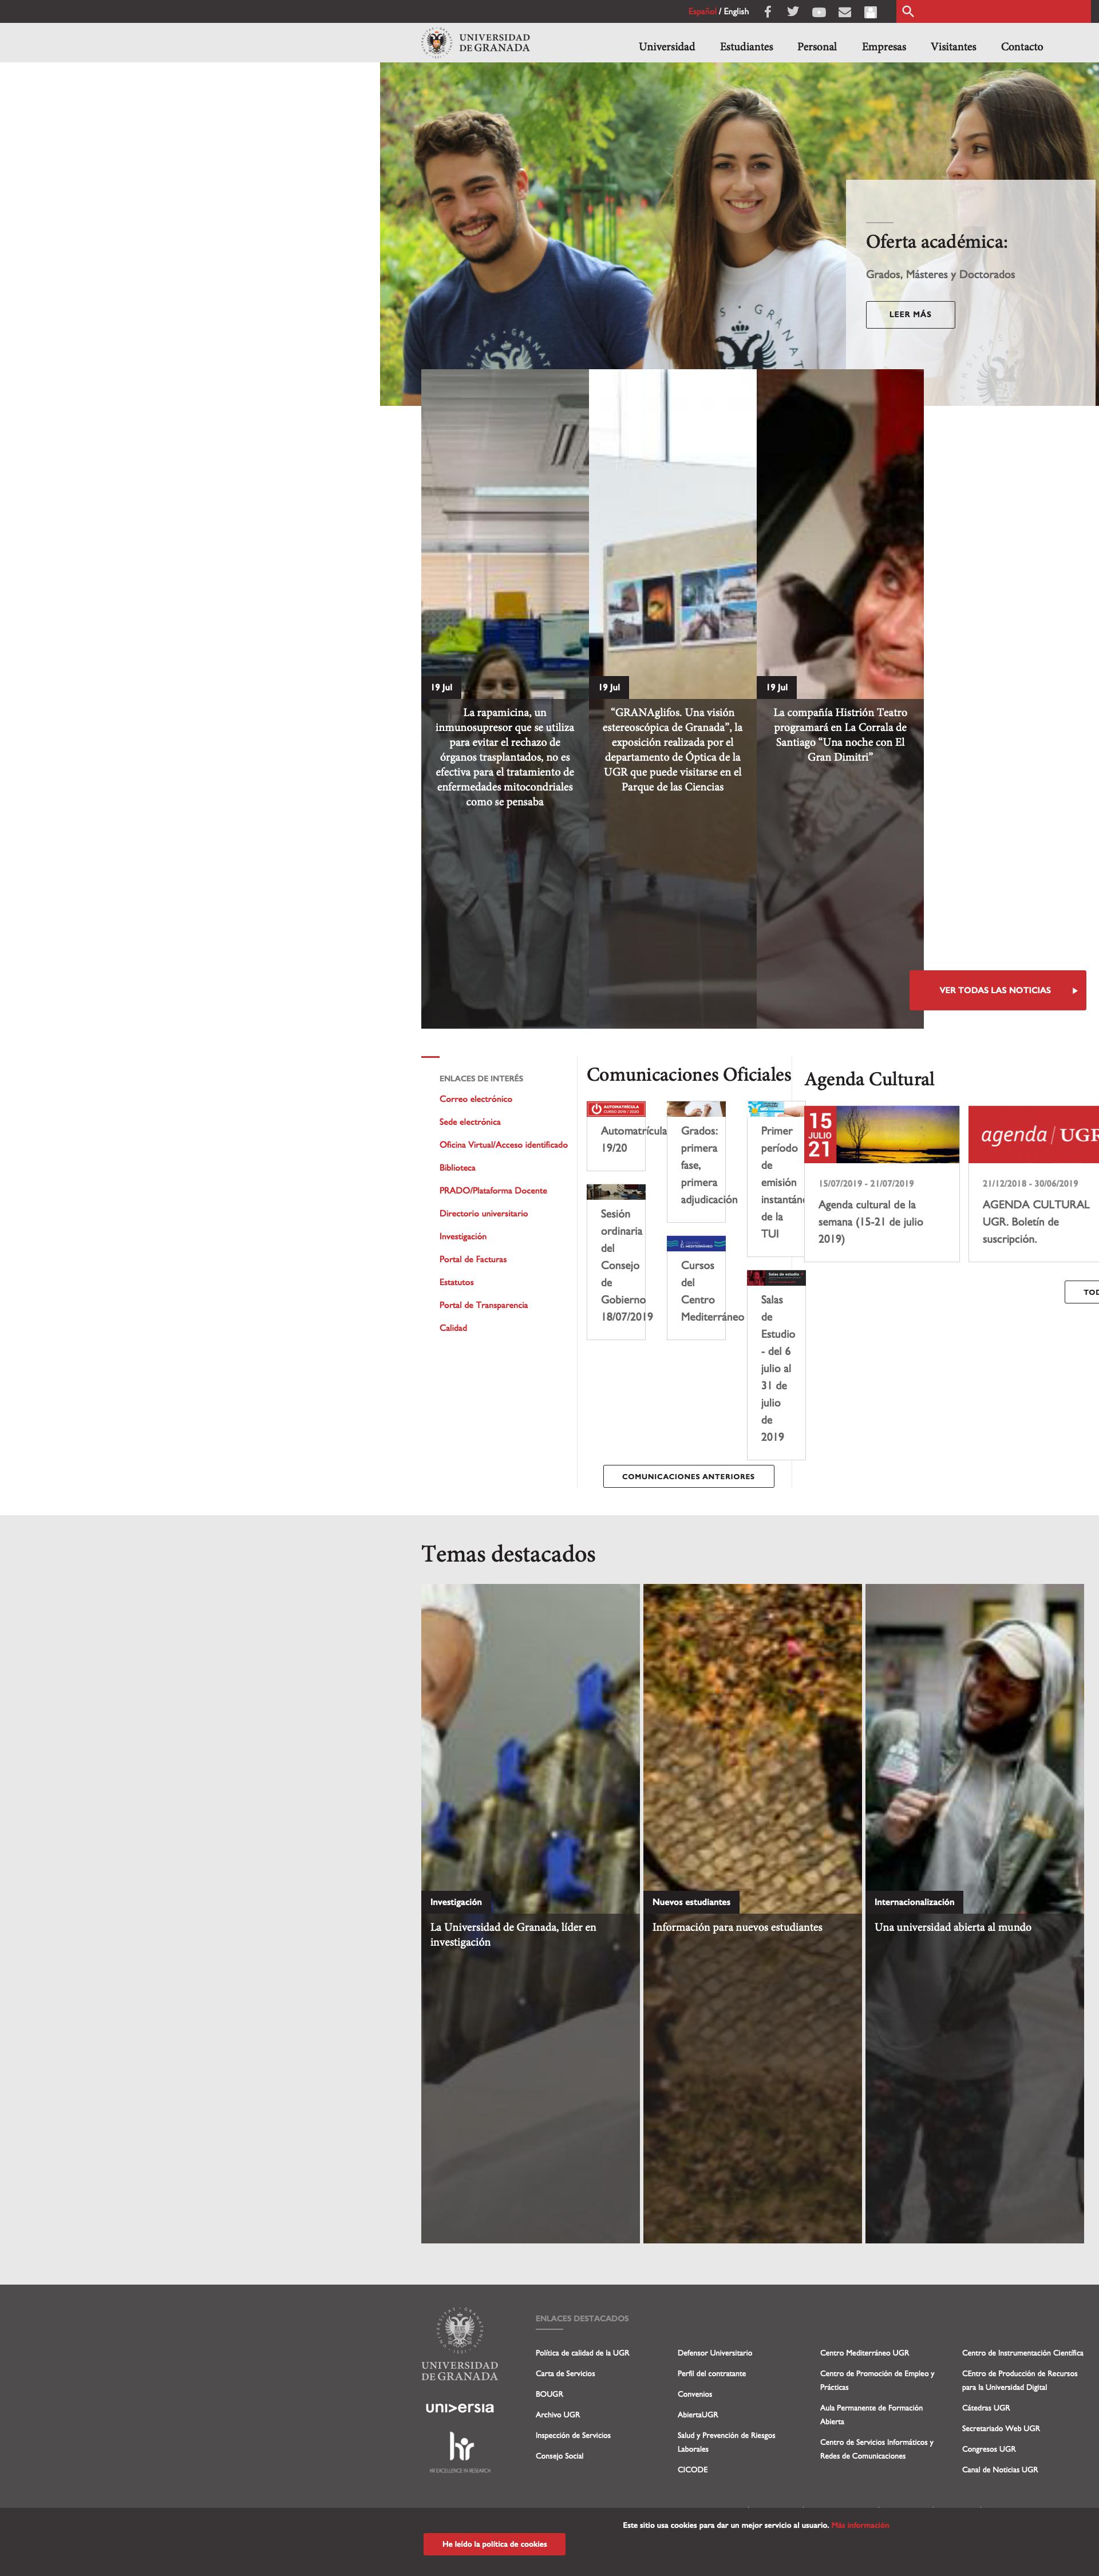 Español / English
UNIVERSIDAD
DE GRANADA
Universidad Estudiantes Personal Empresas Visitantes Contacto
Oferta académica:
Grados, Másteres y Doctorados
LEER MÁS
19 Jul
La rapamicina, un
inmunosupresor que se utiliza
para evitar el rechazo de
órganos trasplantados, no es
efectiva para el tratamiento de
enfermedades mitocondriales
como se pensaba
19 Jul
“GRANAglifos. Una visión
estereoscópica de Granada”, la
exposición realizada por el
departamento de Óptica de la
UGR que puede visitarse en el
Parque de las Ciencias
19 Jul
La compañía Histrión Teatro
programará en La Corrala de
Santiago “Una noche con El
Gran Dimitri”
VER TODAS LAS NOTICIAS
ENLACES DE INTERÉS
Correo electrónico
Sede electrónica
Oficina Virtual/Acceso identificado
Biblioteca
PRADO/Plataforma Docente
Directorio universitario
Investigación
Portal de Facturas
Estatutos
Portal de Transparencia
Calidad
Comunicaciones Oficiales
AUTOMATRÍCULA
CURSO 2019 / 2020
Automatrícula
19/20
Sesión
ordinaria
del
Consejo
de
Gobierno
18/07/2019
Grados:
primera
fase,
primera
adjudicación
MEDITERRÁNEO
Cursos
del
Centro
Mediterráneo
Primer
período
de
emisión
instantáne
de la
TUI
Salas de estudio
Salas
de
Estudio
- del 6
julio al
31 de
julio
de
2019
COMUNICACIONES ANTERIORES
Agenda Cultural
15
JULIO
21
15/07/2019 - 21/07/2019
Agenda cultural de la
semana (15-21 de julio
2019)
agenda / UGR
21/12/2018 - 30/06/2019
AGENDA CULTURAL
UGR. Boletín de
suscripción.
TOD
Temas destacados
Investigación
La Universidad de Granada, líder en
investigación
Nuevos estudiantes
Información para nuevos estudiantes
Internacionalización
Una universidad abierta al mundo
UNIVERSIDAD
DE GRANADA
universia
hr
HR EXCELLENCE IN RESEARCH
ENLACES DESTACADOS
Política de calidad de la UGR
Carta de Servicios
BOUGR
Archivo UGR
Inspección de Servicios
Consejo Social
Defensor Universitario
Perfil del contratante
Convenios
AbiertaUGR
Salud y Prevención de Riesgos
Laborales
CICODE
Centro Mediterráneo UGR
Centro de Promoción de Empleo y
Prácticas
Aula Permanente de Formación
Abierta
Centro de Servicios Informáticos y
Redes de Comunicaciones
Centro de Instrumentación Científica
CEntro de Producción de Recursos
para la Universidad Digital
Cátedras UGR
Secretariado Web UGR
Congresos UGR
Canal de Noticias UGR
Este sitio usa cookies para dar un mejor servicio al usuario. Más información
He leído la política de cookies